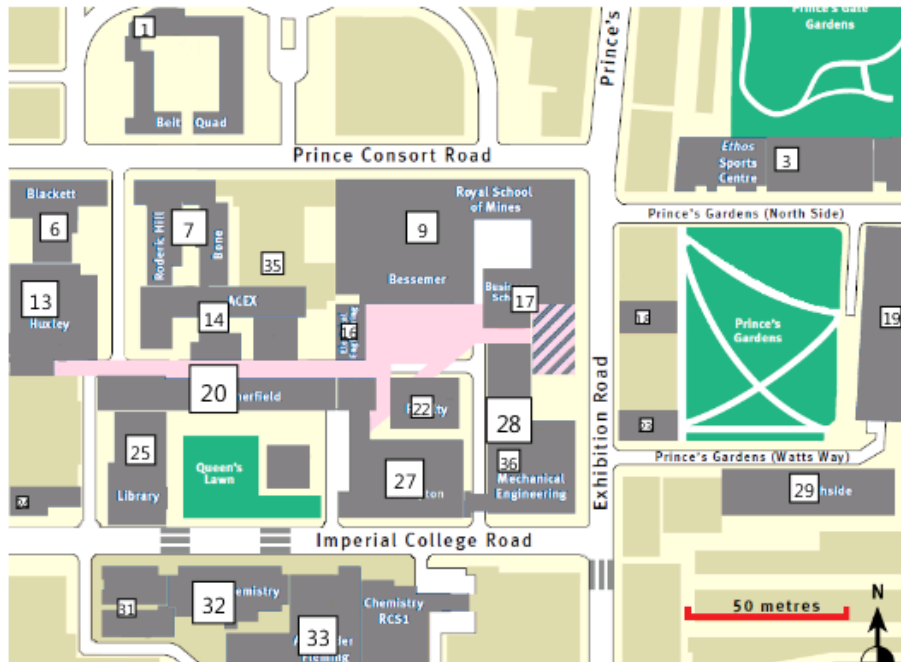 Prince's Gate
Gardens
1
Prince's
Beit Quad
Prince Consort Road
Ethos
Sports
Centre
3
Blackett
6
Roderic Hill
7
Bone
Royal School
of Mines
9
Prince's Gardens (North Side)
35
Bessemer
13
Huxley
ACEX
14
16
17
18
Prince's
Gardens
19
20
22
Exhibition Road
23
25
Library
Queen's
Lawn
27
28
36
Mechanical
Engineering
Prince's Gardens (Watts Way)
29
Imperial College Road
31
32
33
Chemistry
RCS1
50 metres
N